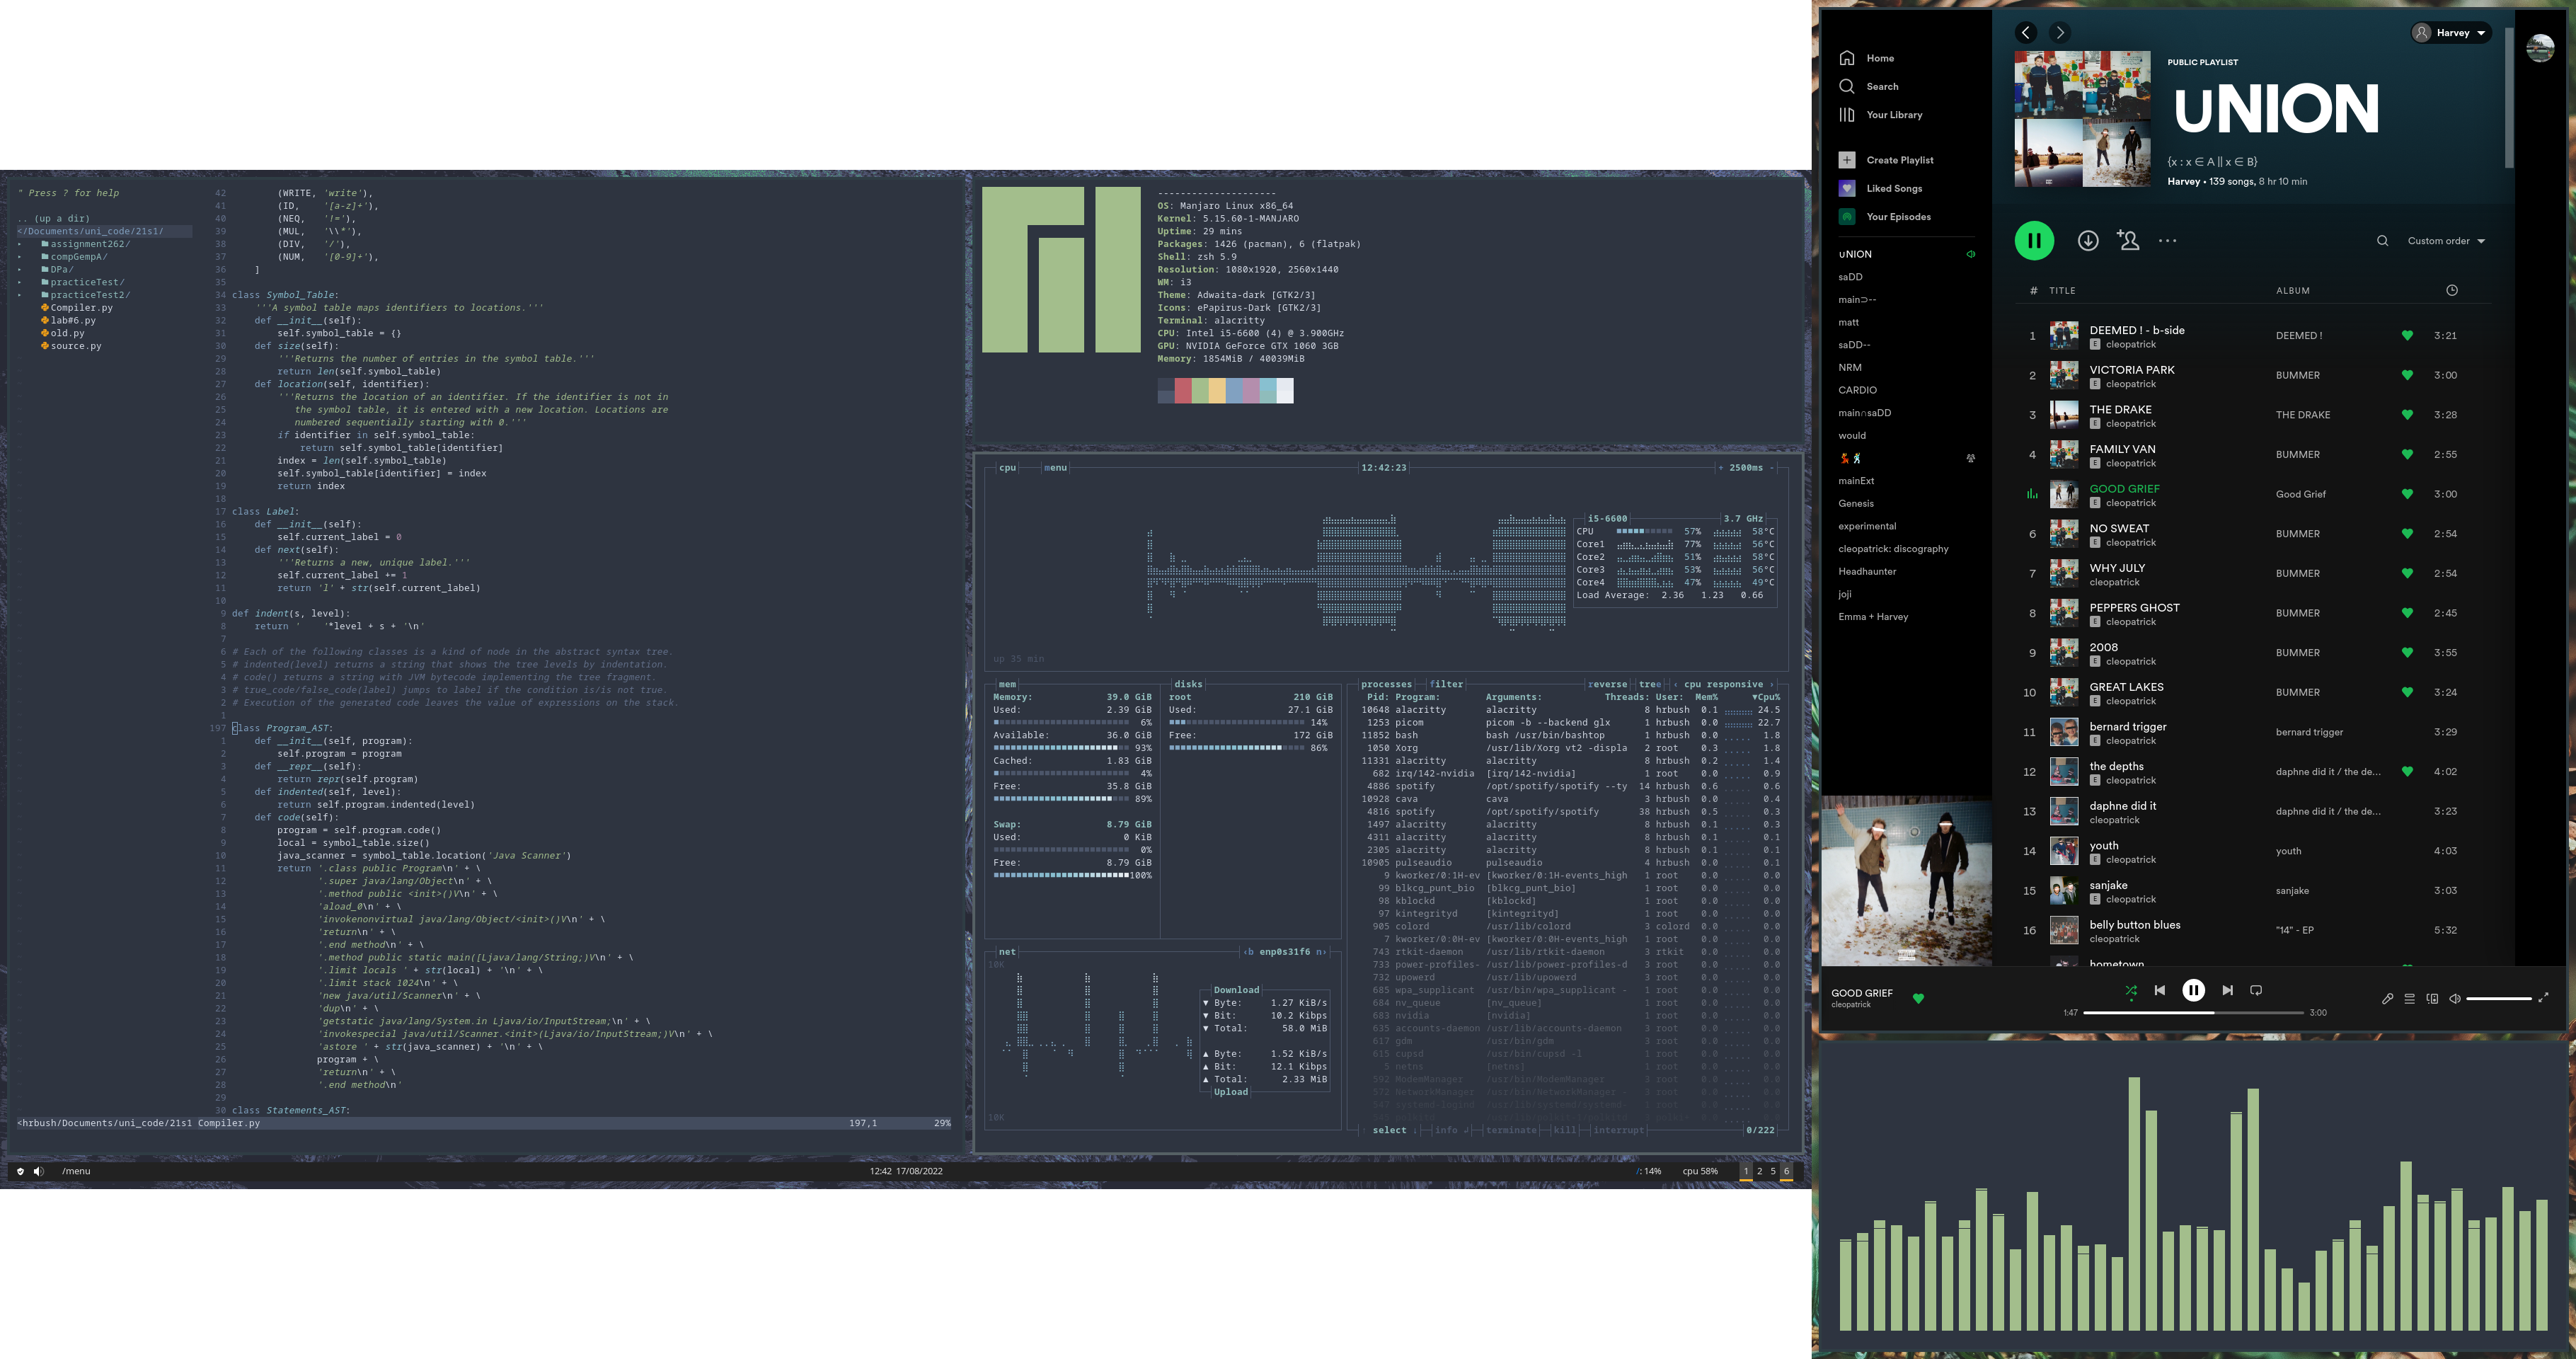 " Press ? for help
.. (up a dir)
</Documents/uni_code/21s1/
assignment262/
compGempA/
DPa/
practiceTest/
practiceTest2/
Compiler.py
lab#6.py
old.py
source.py
42 (WRITE, 'write'),
41 (ID, '[a-z]+'),
40 (NEQ, '!='),
39 (MUL, '\\*'),
38 (DIV, '/'),
37 (NUM, '[0-9]+'),
36 ]
35
34 class Symbol_Table:
33 '''A symbol table maps identifiers to locations.'''
32 def __init__(self):
31 self.symbol_table = {}
30 def size(self):
29 '''Returns the number of entries in the symbol table.'''
28 return len(self.symbol_table)
27 def location(self, identifier):
26 '''Returns the location of an identifier. If the identifier is not in
25 the symbol table, it is entered with a new location. Locations are
24 numbered sequentially starting with 0.'''
23 if identifier in self.symbol_table:
22 return self.symbol_table[identifier]
21 index = len(self.symbol_table)
20 self.symbol_table[identifier] = index
19 return index
18
17 class Label:
16 def __init__(self):
15 self.current_label = 0
14 def next(self):
13 '''Returns a new, unique label.'''
12 self.current_label += 1
11 return 'l' + str(self.current_label)
10
9 def indent(s, level):
8 return '    '*level + s + '\n'
7
6 # Each of the following classes is a kind of node in the abstract syntax tree.
5 # indented(level) returns a string that shows the tree levels by indentation.
4 # code() returns a string with JVM bytecode implementing the tree fragment.
3 # true_code/false_code(label) jumps to label if the condition is/is not true.
2 # Execution of the generated code leaves the value of expressions on the stack.
1
197 class Program_AST:
1 def __init__(self, program):
2 self.program = program
3 def __repr__(self):
4 return repr(self.program)
5 def indented(self, level):
6 return self.program.indented(level)
7 def code(self):
8 program = self.program.code()
9 local = symbol_table.size()
10 java_scanner = symbol_table.location('Java Scanner')
11 return '.class public Program\n' + \
12 '.super java/lang/Object\n' + \
13 '.method public <init>()V\n' + \
14 'aload_0\n' + \
15 'invokenonvirtual java/lang/Object/<init>()V\n' + \
16 'return\n' + \
17 '.end method\n' + \
18 '.method public static main([Ljava/lang/String;)V\n' + \
19 '.limit locals ' + str(local) + '\n' + \
20 '.limit stack 1024\n' + \
21 'new java/util/Scanner\n' + \
22 'dup\n' + \
23 'getstatic java/lang/System.in Ljava/io/InputStream;\n' + \
24 'invokespecial java/util/Scanner.<init>(Ljava/io/InputStream;)V\n' + \
25 'astore ' + str(java_scanner) + '\n' + \
26 program + \
27 'return\n' + \
28 '.end method\n'
29
30 class Statements_AST:
<hrbush/Documents/uni_code/21s1 Compiler.py 197,1 29%
--------------------
OS: Manjaro Linux x86_64
Kernel: 5.15.60-1-MANJARO
Uptime: 29 mins
Packages: 1426 (pacman), 6 (flatpak)
Shell: zsh 5.9
Resolution: 1080x1920, 2560x1440
WM: i3
Theme: Adwaita-dark [GTK2/3]
Icons: ePapirus-Dark [GTK2/3]
Terminal: alacritty
CPU: Intel i5-6600 (4) @ 3.900GHz
GPU: NVIDIA GeForce GTX 1060 3GB
Memory: 1854MiB / 40039MiB
cpu menu 12:42:23 + 2500ms -
i5-6600 3.7 GHz
CPU 57% 58°C
Core1 77% 56°C
Core2 51% 58°C
Core3 53% 56°C
Core4 47% 49°C
Load Average: 2.36 1.23 0.66
up 35 min
mem disks
Memory: 39.0 GiB
Used: 2.39 GiB
6%
Available: 36.0 GiB
93%
Cached: 1.83 GiB
4%
Free: 35.8 GiB
89%
Swap: 8.79 GiB
Used: 0 KiB
0%
Free: 8.79 GiB
100%
root 210 GiB
Used: 27.1 GiB
14%
Free: 172 GiB
86%
net <b enp0s31f6 n>
10K
Download
▼ Byte: 1.27 KiB/s
▼ Bit: 10.2 Kibps
▼ Total: 58.0 MiB
▲ Byte: 1.52 KiB/s
▲ Bit: 12.1 Kibps
▲ Total: 2.33 MiB
Upload
10K
processes filter reverse tree ‹ cpu responsive ›
Pid: Program: Arguments: Threads: User: Mem% ▼Cpu%
10648 alacritty alacritty 8 hrbush 0.1 24.5
1253 picom picom -b --backend glx 1 hrbush 0.0 22.7
11852 bash bash /usr/bin/bashtop 1 hrbush 0.0 1.8
1050 Xorg /usr/lib/Xorg vt2 -displa 2 root 0.3 1.8
11331 alacritty alacritty 8 hrbush 0.2 1.4
682 irq/142-nvidia [irq/142-nvidia] 1 root 0.0 0.9
4886 spotify /opt/spotify/spotify --ty 14 hrbush 0.6 0.6
10928 cava cava 3 hrbush 0.0 0.4
4816 spotify /opt/spotify/spotify 38 hrbush 0.5 0.3
1497 alacritty alacritty 8 hrbush 0.1 0.3
4311 alacritty alacritty 8 hrbush 0.1 0.1
2305 alacritty alacritty 8 hrbush 0.1 0.1
10905 pulseaudio pulseaudio 4 hrbush 0.0 0.1
9 kworker/0:1H-ev [kworker/0:1H-events_high 1 root 0.0 0.0
99 blkcg_punt_bio [blkcg_punt_bio] 1 root 0.0 0.0
98 kblockd [kblockd] 1 root 0.0 0.0
97 kintegrityd [kintegrityd] 1 root 0.0 0.0
905 colord /usr/lib/colord 3 colord 0.0 0.0
7 kworker/0:0H-ev [kworker/0:0H-events_high 1 root 0.0 0.0
743 rtkit-daemon /usr/lib/rtkit-daemon 3 rtkit 0.0 0.0
733 power-profiles- /usr/lib/power-profiles-d 3 root 0.0 0.0
732 upowerd /usr/lib/upowerd 3 root 0.0 0.0
685 wpa_supplicant /usr/bin/wpa_supplicant - 1 root 0.0 0.0
684 nv_queue [nv_queue] 1 root 0.0 0.0
683 nvidia [nvidia] 1 root 0.0 0.0
635 accounts-daemon /usr/lib/accounts-daemon 3 root 0.0 0.0
617 gdm /usr/bin/gdm 3 root 0.0 0.0
615 cupsd /usr/bin/cupsd -l 1 root 0.0 0.0
5 netns [netns] 1 root 0.0 0.0
592 ModemManager /usr/bin/ModemManager 3 root 0.0 0.0
572 NetworkManager /usr/bin/NetworkManager - 3 root 0.0 0.0
select ↓ info ↲ terminate kill interrupt 0/222
/menu 12:42 17/08/2022 /: 14% cpu 58% 1 2 5 6
Home
Search
Your Library
Create Playlist
Liked Songs
Your Episodes
∪NION
saDD
main⊃--
matt
saDD--
NRM
CARDIO
main∩saDD
would
mainExt
Genesis
experimental
cleopatrick: discography
Headhaunter
joji
Emma + Harvey
Harvey
PUBLIC PLAYLIST
∪NION
{x : x ∈ A || x ∈ B}
Harvey • 139 songs, 8 hr 10 min
Custom order
# TITLE ALBUM
1 DEEMED ! - b-side DEEMED ! 3:21
E cleopatrick
2 VICTORIA PARK BUMMER 3:00
E cleopatrick
3 THE DRAKE THE DRAKE 3:28
E cleopatrick
4 FAMILY VAN BUMMER 2:55
E cleopatrick
GOOD GRIEF Good Grief 3:00
E cleopatrick
6 NO SWEAT BUMMER 2:54
E cleopatrick
7 WHY JULY BUMMER 2:54
cleopatrick
8 PEPPERS GHOST BUMMER 2:45
E cleopatrick
9 2008 BUMMER 3:55
E cleopatrick
10 GREAT LAKES BUMMER 3:24
E cleopatrick
11 bernard trigger bernard trigger 3:29
E cleopatrick
12 the depths daphne did it / the de... 4:02
E cleopatrick
13 daphne did it daphne did it / the de... 3:23
cleopatrick
14 youth youth 4:03
E cleopatrick
15 sanjake sanjake 3:03
E cleopatrick
16 belly button blues "14" - EP 5:32
cleopatrick
hometown
GOOD GRIEF
cleopatrick
1:47 3:00